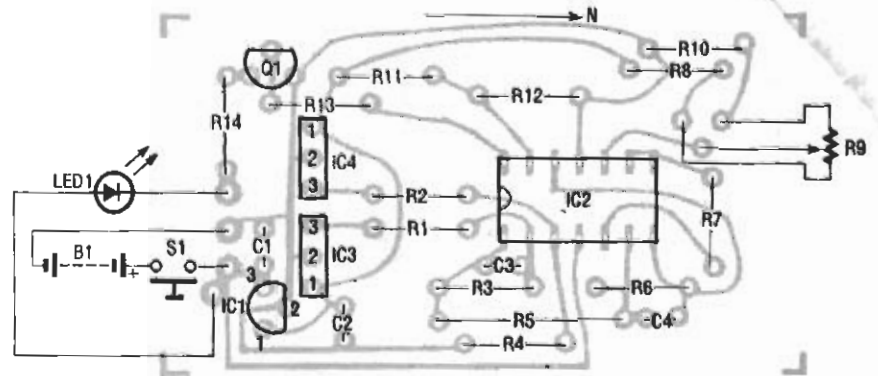 N
R10
Q1
R11
R8
R12
R13
R14
1
2
IC4
3
R9
LED1
R2
IC2
R7
3
R1
C1
2
IC3
B1
S1
+
3
C3
1
R3
R6
IC1
2
C2
R5
C4
1
R4